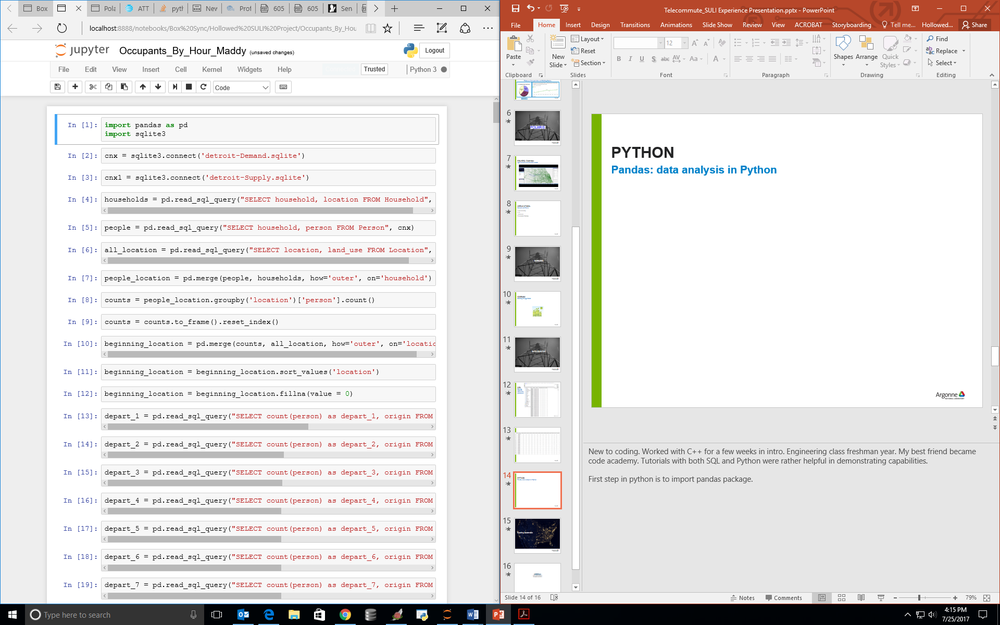 Box
Pola
ATT
pyth
Nev
Prof
605
605
Sen
localhost:8888/notebooks/Box%20Sync/Hollowed%20SULI%20Project/Occupants_By_Hou
jupyter Occupants_By_Hour_Maddy (unsaved changes)
Logout
File Edit View Insert Cell Kernel Widgets Help
Trusted
Python 3
Code
In [1]: import pandas as pd
import sqlite3
In [2]: cnx = sqlite3.connect('detroit-Demand.sqlite')
In [3]: cnx1 = sqlite3.connect('detroit-Supply.sqlite')
In [4]: households = pd.read_sql_query("SELECT household, location FROM Household",
In [5]: people = pd.read_sql_query("SELECT household, person FROM Person", cnx)
In [6]: all_location = pd.read_sql_query("SELECT location, land_use FROM Location",
In [7]: people_location = pd.merge(people, households, how='outer', on='household')
In [8]: counts = people_location.groupby('location')['person'].count()
In [9]: counts = counts.to_frame().reset_index()
In [10]: beginning_location = pd.merge(counts, all_location, how='outer', on='locatio
In [11]: beginning_location = beginning_location.sort_values('location')
In [12]: beginning_location = beginning_location.fillna(value = 0)
In [13]: depart_1 = pd.read_sql_query("SELECT count(person) as depart_1, origin FROM
In [14]: depart_2 = pd.read_sql_query("SELECT count(person) as depart_2, origin FROM
In [15]: depart_3 = pd.read_sql_query("SELECT count(person) as depart_3, origin FROM
In [16]: depart_4 = pd.read_sql_query("SELECT count(person) as depart_4, origin FROM
In [17]: depart_5 = pd.read_sql_query("SELECT count(person) as depart_5, origin FROM
In [18]: depart_6 = pd.read_sql_query("SELECT count(person) as depart_6, origin FROM
In [19]: depart_7 = pd.read_sql_query("SELECT count(person) as depart_7, origin FROM
Telecommute_SULI Experience Presentation.pptx - PowerPoint
File Home Insert Design Transitions Animations Slide Show Review View ACROBAT Storyboarding Tell me... Hollowed... Share
Paste
New
Slide
Layout
Reset
Section
12
B I U S abc AV Aa A
Shapes
Arrange
Quick
Styles
Find
Replace
Select
Clipboard Slides Font Paragraph Drawing Editing
6
POLARIS
7
8
APPLICATIONS
9
10
11
DATA ANALYSIS
12
13
14
PYTHON
15
16
PYTHON
Pandas: data analysis in Python
Argonne
NATIONAL LABORATORY
New to coding. Worked with C++ for a few weeks in intro. Engineering class freshman year. My best friend became
code academy. Tutorials with both SQL and Python were rather helpful in demonstrating capabilities.
First step in python is to import pandas package.
Slide 14 of 16
Notes
Comments
79%
Type here to search
4:15 PM
7/25/2017